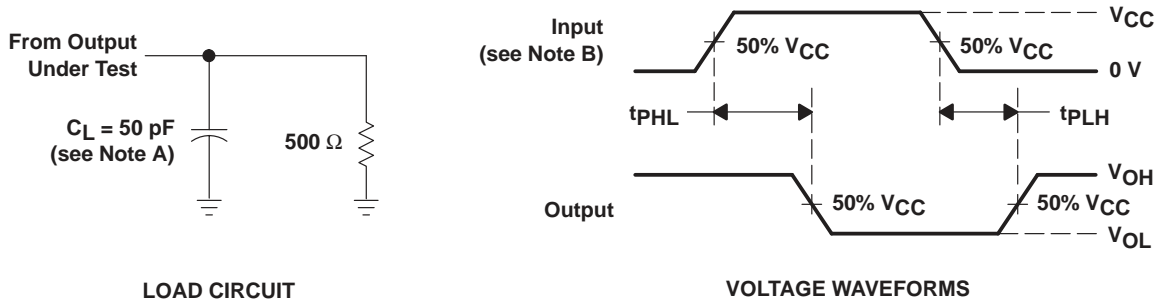 From Output
Under Test
CL = 50 pF
(see Note A)
500 Ω
LOAD CIRCUIT
Input
(see Note B)
50% VCC
50% VCC
VCC
0 V
tPHL
tPLH
Output
50% VCC
50% VCC
VOH
VOL
VOLTAGE WAVEFORMS